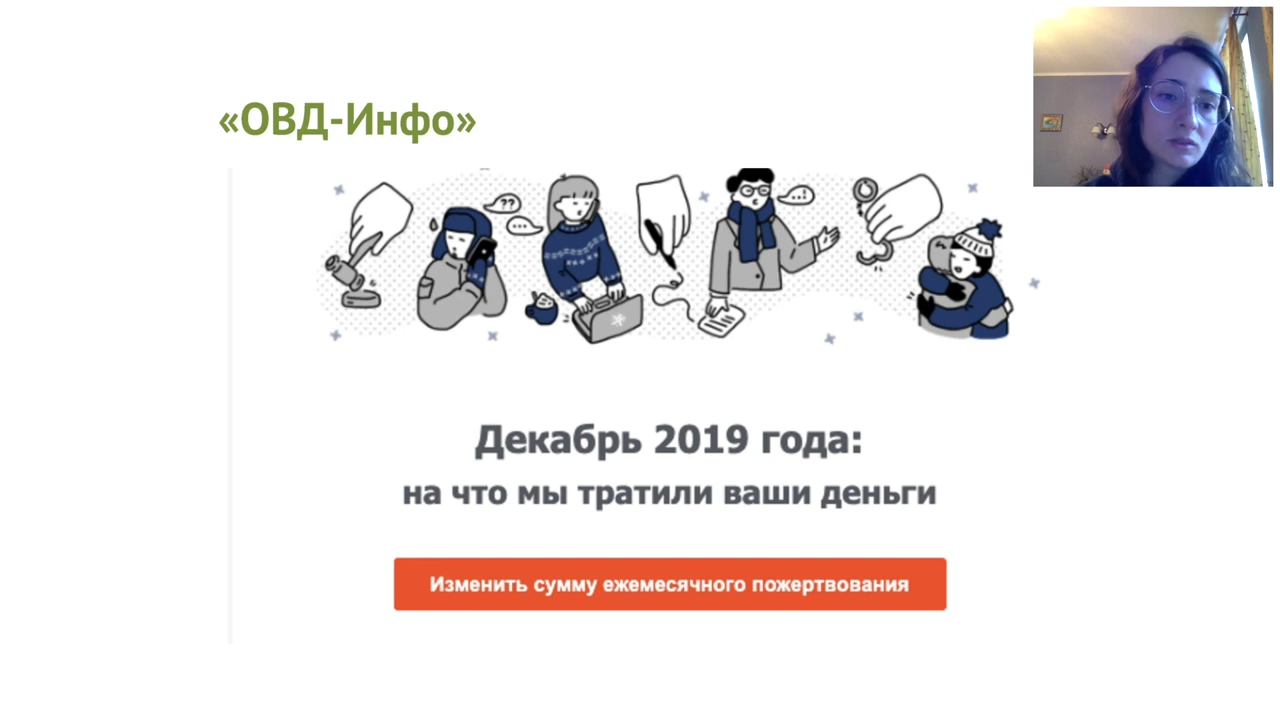 «ОВД-Инфо»
??
...
...!
Декабрь 2019 года:
на что мы тратили ваши деньги
Изменить сумму ежемесячного пожертвования